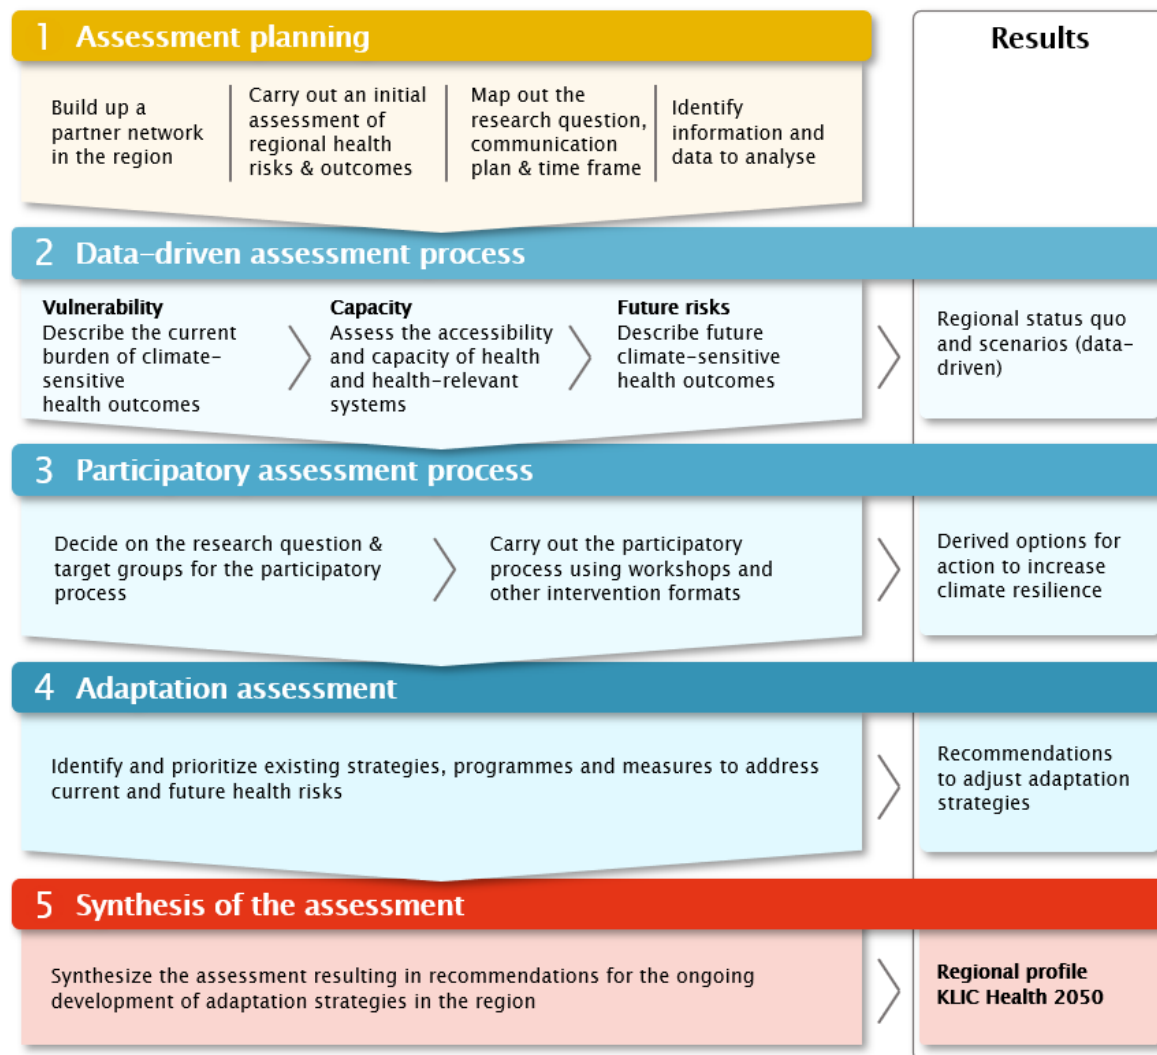 1 Assessment planning
Results
Build up a
partner network
in the region
Carry out an initial
assessment of
regional health
risks & outcomes
Map out the
research question,
communication
plan & time frame
Identify
information and
data to analyse
2 Data-driven assessment process
Vulnerability
Describe the current
burden of climate-
sensitive
health outcomes
Capacity
Assess the accessibility
and capacity of health
and health-relevant
systems
Future risks
Describe future
climate-sensitive
health outcomes
Regional status quo
and scenarios (data-
driven)
3 Participatory assessment process
Decide on the research question &
target groups for the participatory
process
Carry out the participatory
process using workshops and
other intervention formats
Derived options for
action to increase
climate resilience
4 Adaptation assessment
Identify and prioritize existing strategies, programmes and measures to address
current and future health risks
Recommendations
to adjust adaptation
strategies
5 Synthesis of the assessment
Synthesize the assessment resulting in recommendations for the ongoing
development of adaptation strategies in the region
Regional profile
KLIC Health 2050